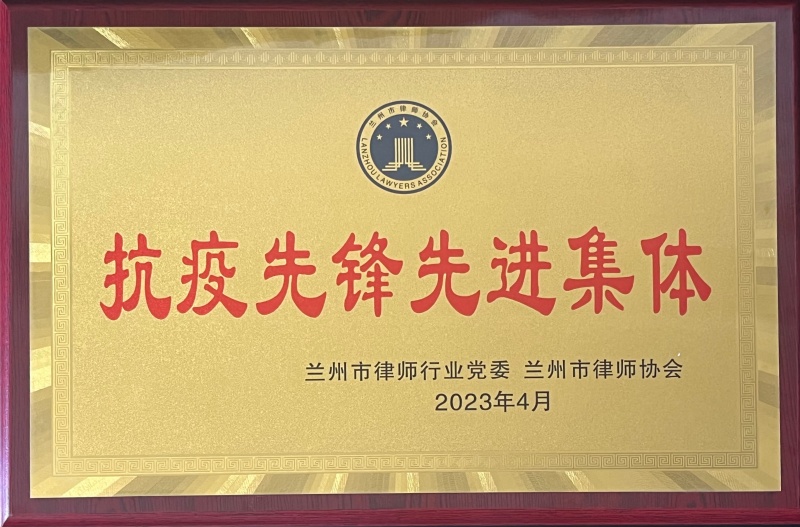 兰州市律师协会
LANZHOU LAWYERS ASSOCIATION
抗疫先锋先进集体
兰州市律师行业党委 兰州市律师协会
2023年4月